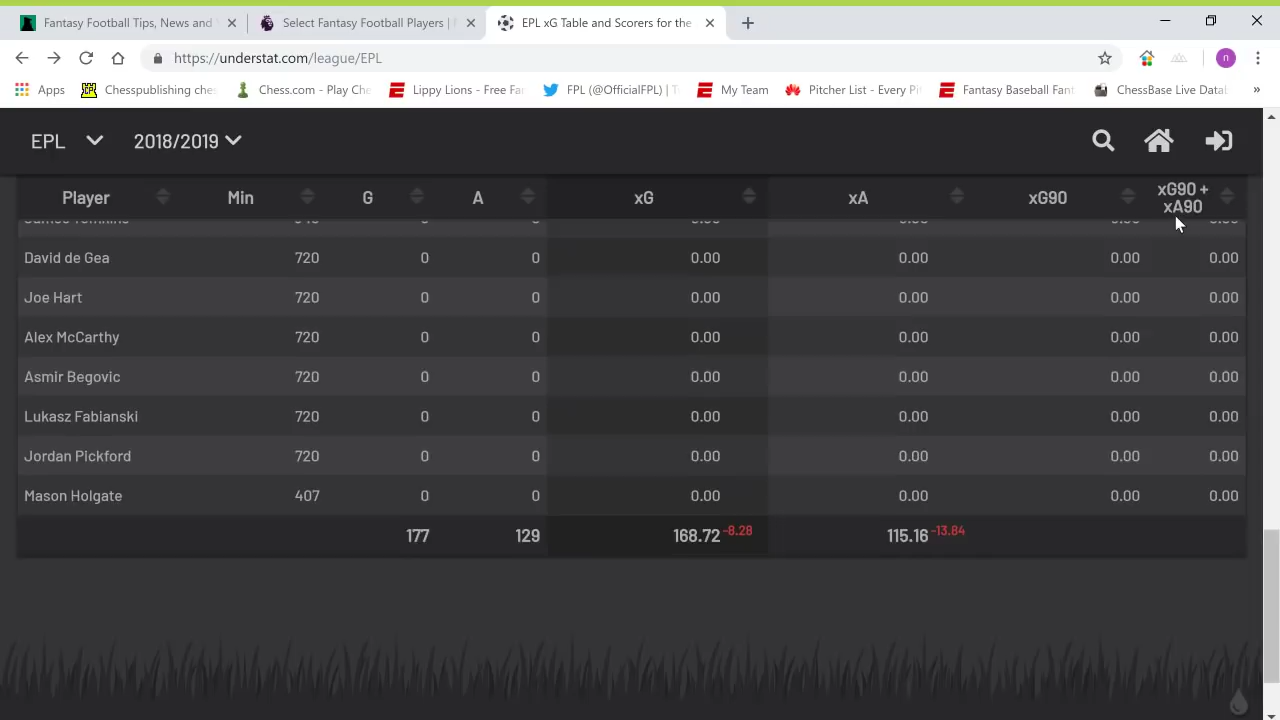 Fantasy Football Tips, News and
Select Fantasy Football Players |
EPL xG Table and Scorers for the
https://understat.com/league/EPL
n
Apps
Chesspublishing ches
Chess.com - Play Che
Lippy Lions - Free Fan
FPL (@OfficialFPL) | T
My Team
Pitcher List - Every Pi
Fantasy Baseball Fant
ChessBase Live Data
»
EPL 2018/2019
Player Min G A xG xA xG90 xG90 +
xA90
David de Gea 720 0 0 0.00 0.00 0.00 0.00
Joe Hart 720 0 0 0.00 0.00 0.00 0.00
Alex McCarthy 720 0 0 0.00 0.00 0.00 0.00
Asmir Begovic 720 0 0 0.00 0.00 0.00 0.00
Lukasz Fabianski 720 0 0 0.00 0.00 0.00 0.00
Jordan Pickford 720 0 0 0.00 0.00 0.00 0.00
Mason Holgate 407 0 0 0.00 0.00 0.00 0.00
177 129 168.72 -8.28 115.16 -13.84